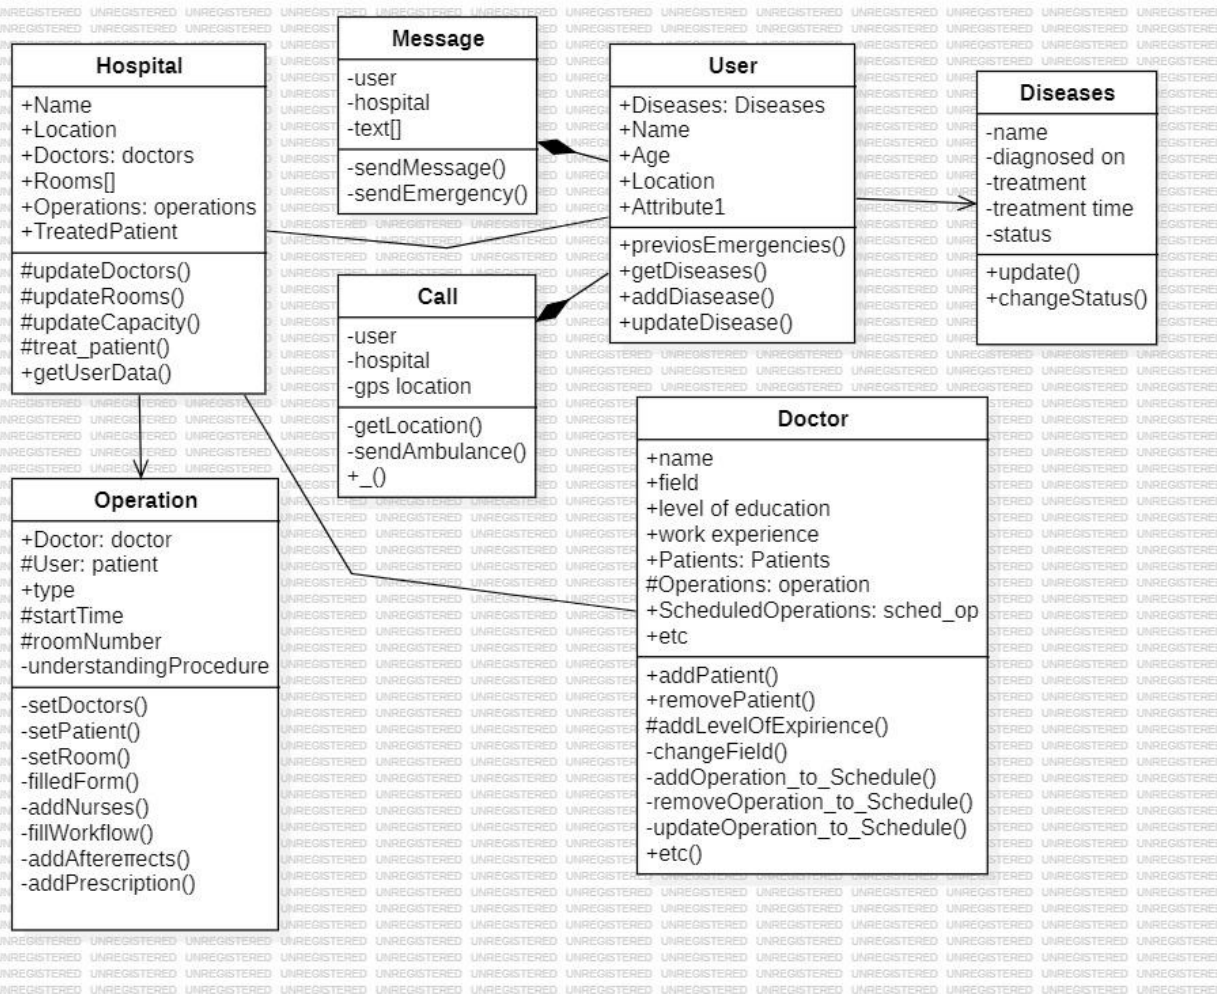 Hospital
+Name
+Location
+Doctors: doctors
+Rooms[]
+Operations: operations
+TreatedPatient
#updateDoctors()
#updateRooms()
#updateCapacity()
#treat_patient()
+getUserData()
Message
-user
-hospital
-text[]
-sendMessage()
-sendEmergency()
User
+Diseases: Diseases
+Name
+Age
+Location
+Attribute1
+previosEmergencies()
+getDiseases()
+addDiasease()
+updateDisease()
Diseases
-name
-diagnosed on
-treatment
-treatment time
-status
+update()
+changeStatus()
Call
-user
-hospital
-gps location
-getLocation()
-sendAmbulance()
+_()
Operation
+Doctor: doctor
#User: patient
+type
#startTime
#roomNumber
-understandingProcedure
-setDoctors()
-setPatient()
-setRoom()
-filledForm()
-addNurses()
-fillWorkflow()
-addAftereffects()
-addPrescription()
Doctor
+name
+field
+level of education
+work experience
+Patients: Patients
#Operations: operation
+ScheduledOperations: sched_op
+etc
+addPatient()
+removePatient()
#addLevelOfExpirience()
-changeField()
-addOperation_to_Schedule()
-removeOperation_to_Schedule()
-updateOperation_to_Schedule()
+etc()
UNREGISTERED